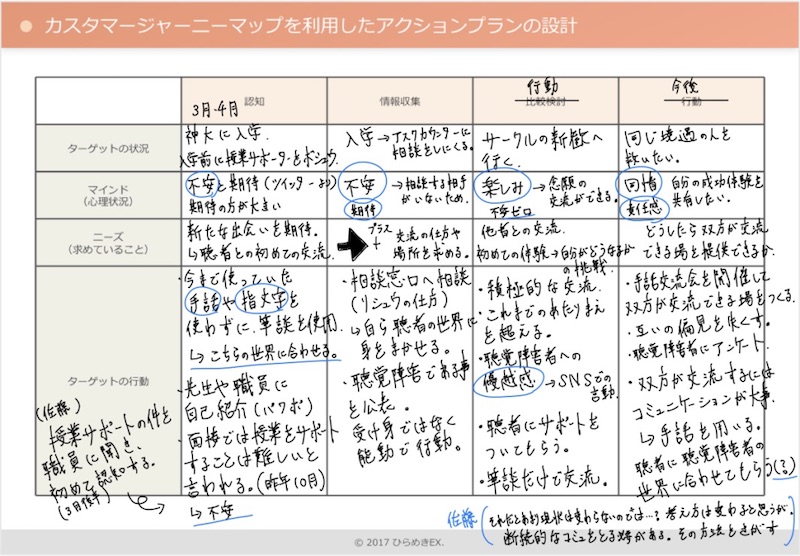 カスタマージャーニーマップを利用したアクションプランの設計
3月・4月
認知
情報収集
行動
比較検討
今後
行動
ターゲットの状況
神大に入学
入学前に授業サポーターとボシュウ
入学→アスクカウンターに
相談をしにくる。
サークルの新歓へ
行く。
同じ境遇の人を
救いたい。
マインド
(心理状況)
不安と期待(ツイッターより)
期待の方が大きい
不安
期待
→相談する相手
がいないため。
楽しみ
→念願の
交流ができる。
不安ゼロ
自分の成功体験を
共有したい。
責任感
ニーズ
(求めていること)
新たな出会いを期待。
↳聴者との初めての交流。
プラス
+
交流の仕方や
場所を求める。
他者との交流。
初めての体験→自分がどうなるか
の挑戦
どうしたら双方が交流
できる場を提供できるか。
ターゲットの行動
・今まで使っていた
手話や指文字を
使わずに、筆談を使用
↳こちらの世界に合わせる。
・先生や職員に
自己紹介(パワポ)
・面接では授業をサポート
することは難しいと
言われる。(昨年10月)
↳不安
(佐藤)
授業サポートの件を
職員に聞き、
初めて認知する。
(3月後半)
・相談窓口へ相談
(リシュウの仕方)
↳自ら聴者の世界に
身をまかせる。
・聴覚障害である事
を公表。
受け身ではなく
能動で行動。
・積極的な交流。
・これまでのあたりまえ
を超える。
・聴覚障害者への
優越感→SNSでの
言動。
・聴者にサポートを
ついてもらう。
・筆談だけで交流。
・手話交流会を開催して
双方が交流できる場をつくる。
・互いの偏見を失くす。
・聴覚障害者にアンケート。
・双方が交流するには
コミュニケーションが大事。
↳手話を用いる。
聴者に聴覚障害者の
世界に合わせてもらう(る)
佐藤
それだとあまり現状は変わらないのでは…?考え方は変わると思うが、
断続的なコミュをとる必要がある。その方法をさがす
© 2017 ひらめきEX.